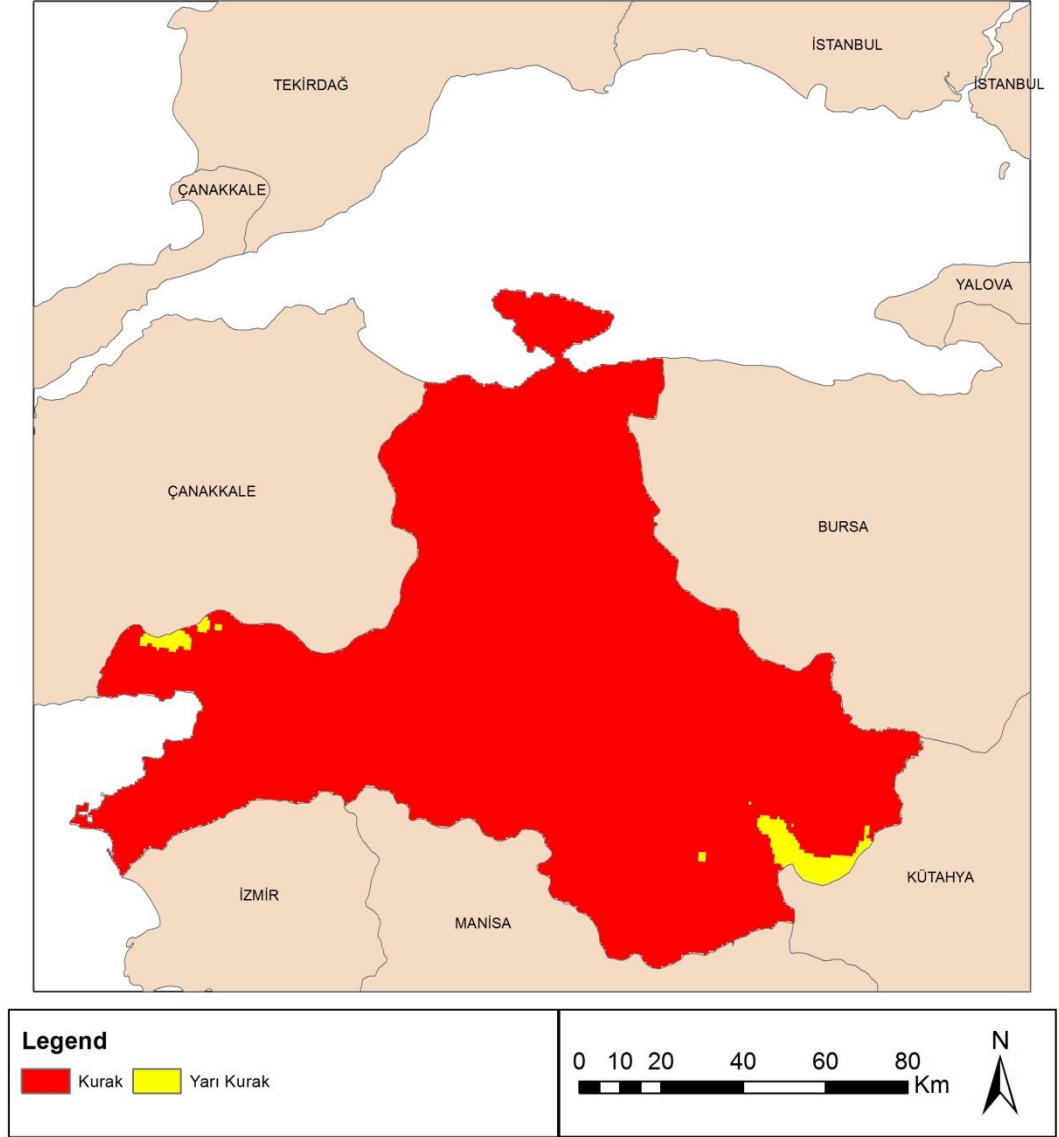 İSTANBUL
TEKİRDAĞ
İSTANBUL
ÇANAKKALE
YALOVA
ÇANAKKALE
BURSA
KÜTAHYA
İZMİR
MANİSA
Legend
Kurak
Yarı Kurak
0 10 20 40 60 80
Km
N